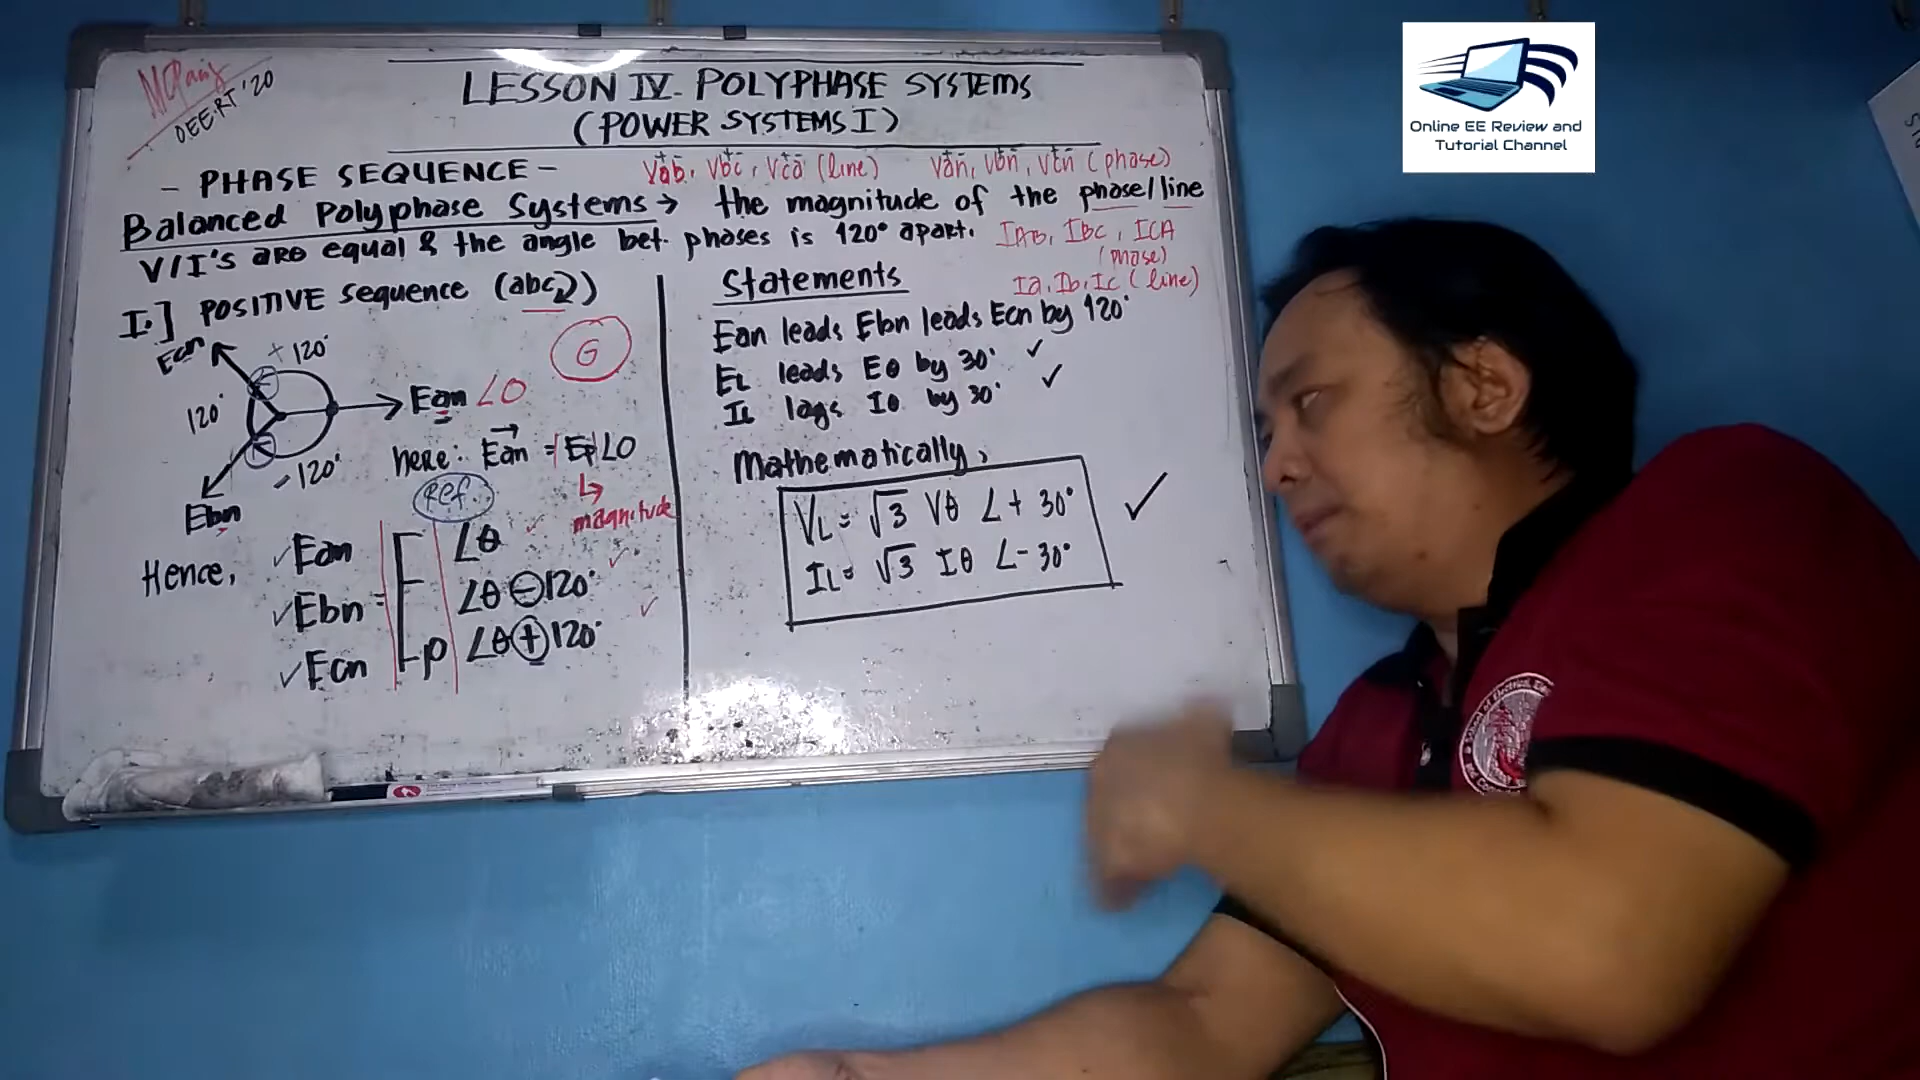 OEERT '20
LESSON IV. POLYPHASE SYSTEMS
(POWER SYSTEMS I)
- PHASE SEQUENCE -
Vab, Vbc, Vca (line)
Van, Vbn, Vcn (phase)
Balanced Polyphase Systems → the magnitude of the phase/line
V/I's are equal & the angle bet. phases is 120° apart.
IAB, IBC, ICA
(phase)
Ia, Ib, Ic (line)
I.] POSITIVE sequence (abc)
G
Ecn
+ 120°
120°
Ean ∠0
- 120°
Ebn
here: Ean = |Ep|∠0
Ref.
↳
magnitude
Hence,
✓Ean
∠θ ✓
✓Ebn = Ep
∠θ - 120° ✓
✓Ecn
∠θ + 120° ✓
Statements
Ean leads Ebn leads Ecn by 120°
EL leads Eθ by 30° ✓
IL lags Iθ by 30° ✓
Mathematically,
VL = √3 Vθ ∠+30° ✓
IL = √3 Iθ ∠-30°
Online EE Review and
Tutorial Channel